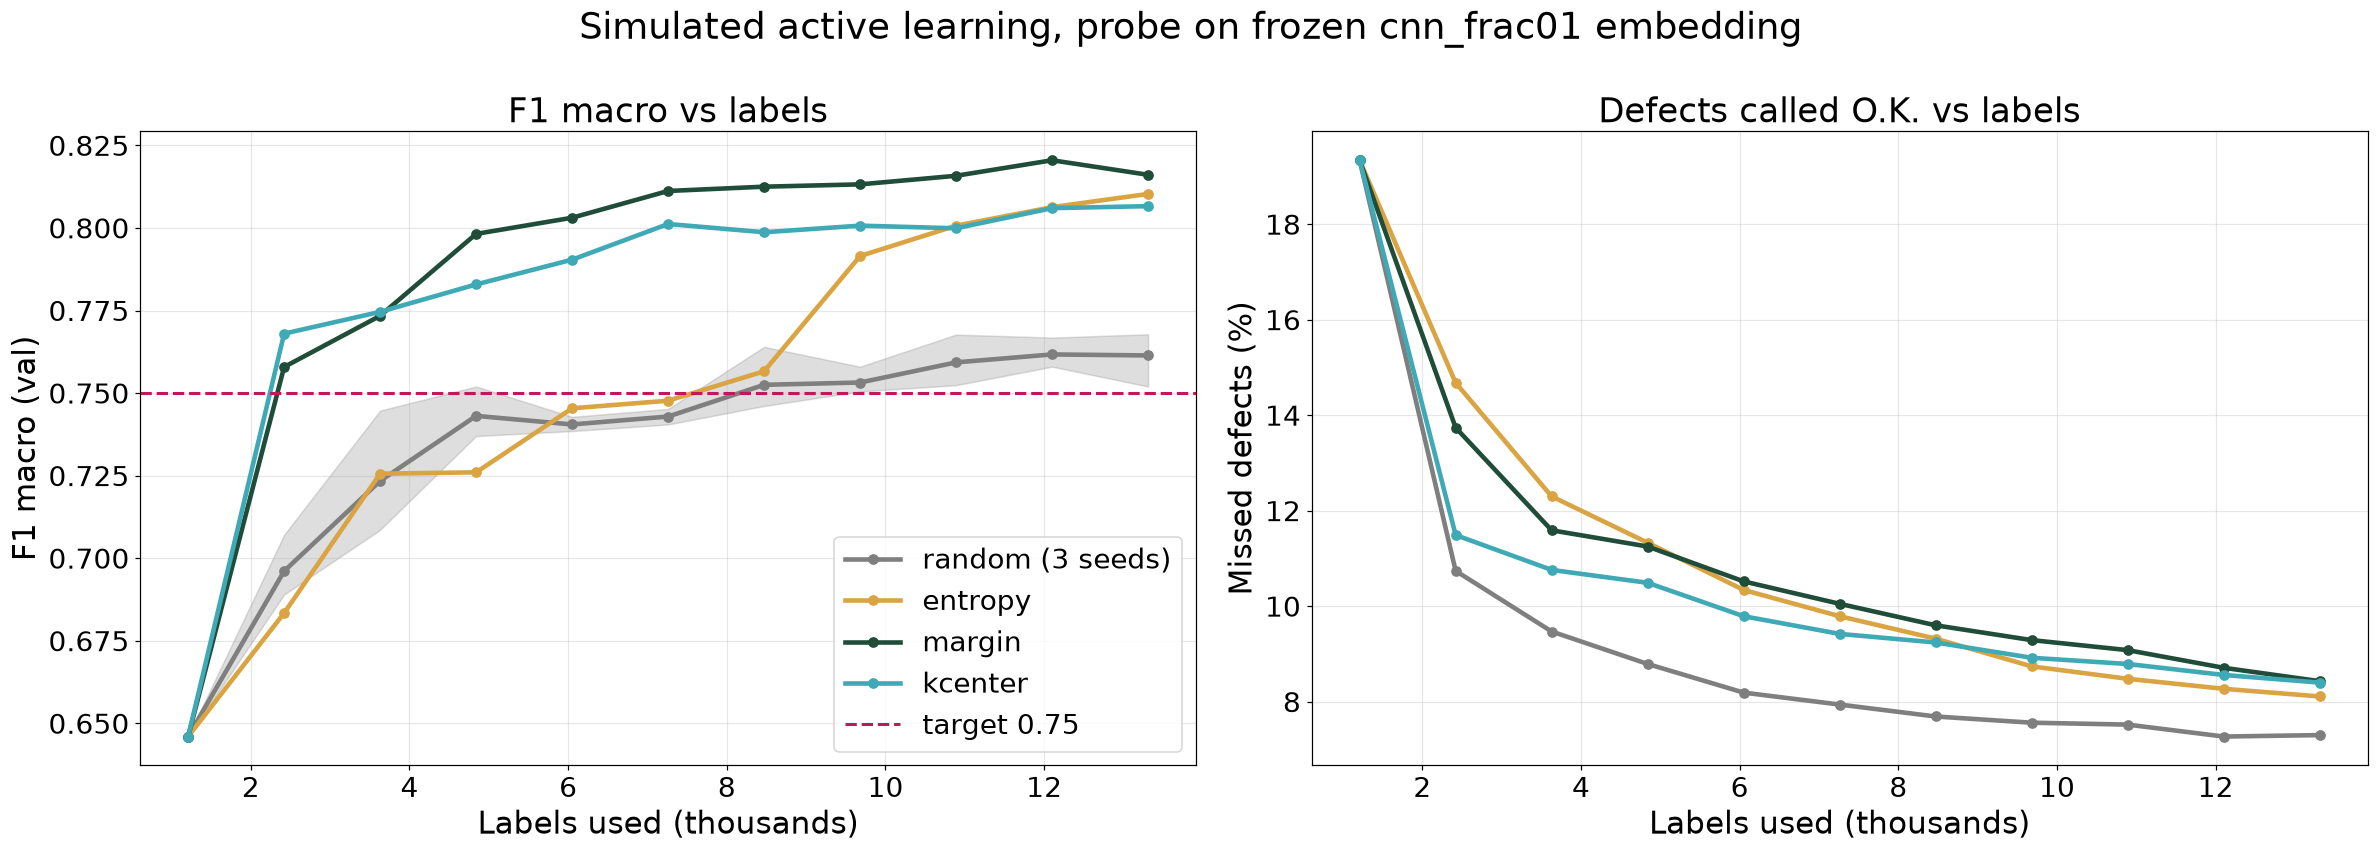 Simulated active learning, probe on frozen cnn_frac01 embedding
F1 macro vs labels
F1 macro (val)
0.825
0.800
0.775
0.750
0.725
0.700
0.675
0.650
random (3 seeds)
entropy
margin
kcenter
target 0.75
2 4 6 8 10 12
Labels used (thousands)
Defects called O.K. vs labels
Missed defects (%)
18
16
14
12
10
8
2 4 6 8 10 12
Labels used (thousands)